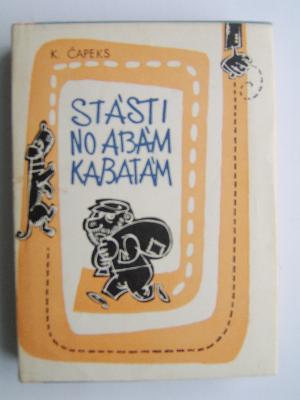 K. ČAPEKS
STĀSTI
NO ABĀM
KABATĀM